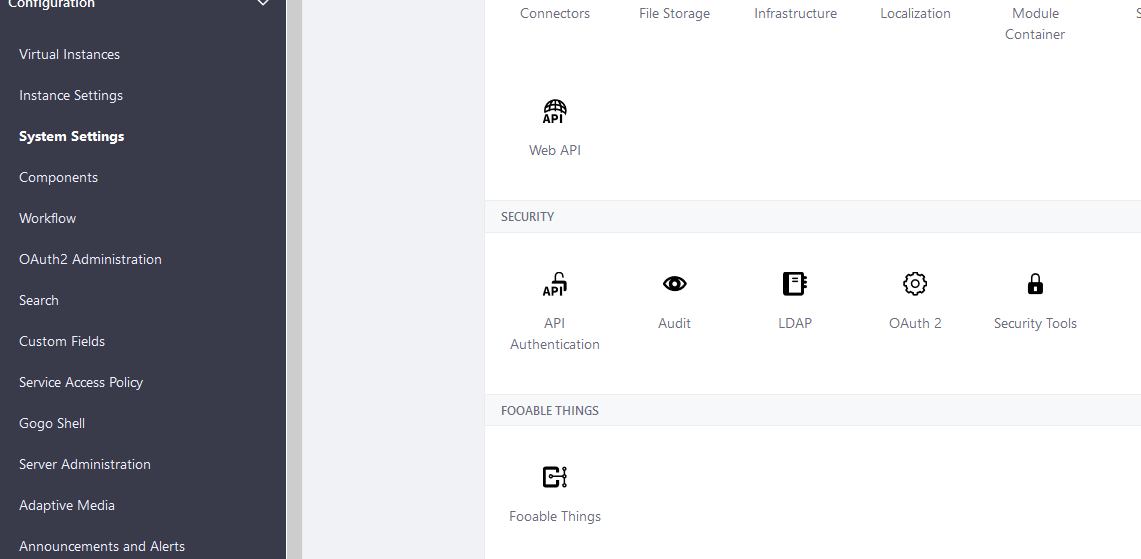 Configuration
Virtual Instances
Instance Settings
System Settings
Components
Workflow
OAuth2 Administration
Search
Custom Fields
Service Access Policy
Gogo Shell
Server Administration
Adaptive Media
Announcements and Alerts
Connectors
File Storage
Infrastructure
Localization
Module
Container
API
Web API
SECURITY
API
API
Authentication
Audit
LDAP
OAuth 2
Security Tools
FOOABLE THINGS
Fooable Things